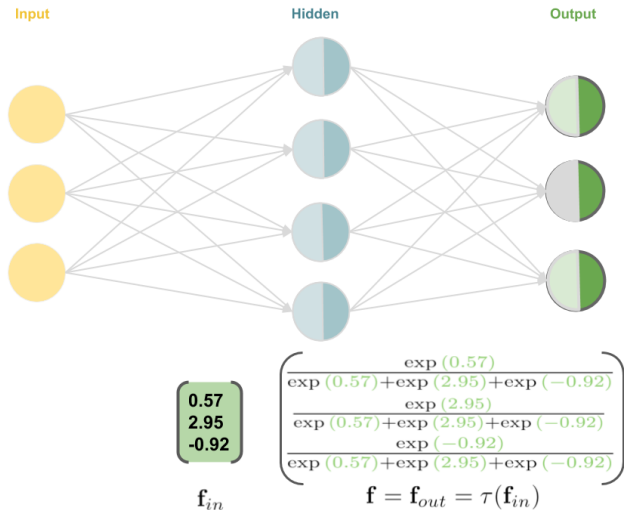 Input Hidden Output
0.57
2.95
-0.92
exp (0.57)
exp (0.57)+exp (2.95)+exp (−0.92)
exp (2.95)
exp (0.57)+exp (2.95)+exp (−0.92)
exp (−0.92)
exp (0.57)+exp (2.95)+exp (−0.92)
f_in
f = f_out = τ(f_in)